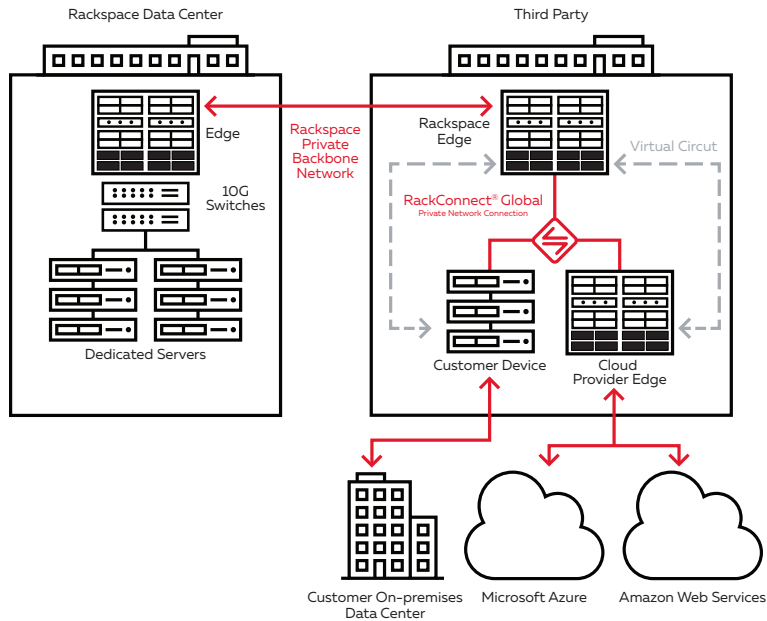 Rackspace Data Center
Third Party
Edge
10G
Switches
Dedicated Servers
Rackspace
Private
Backbone
Network
Rackspace
Edge
Virtual Circut
RackConnect® Global
Private Network Connection
Customer Device
Cloud
Provider Edge
Customer On-premises
Data Center
Microsoft Azure
Amazon Web Services